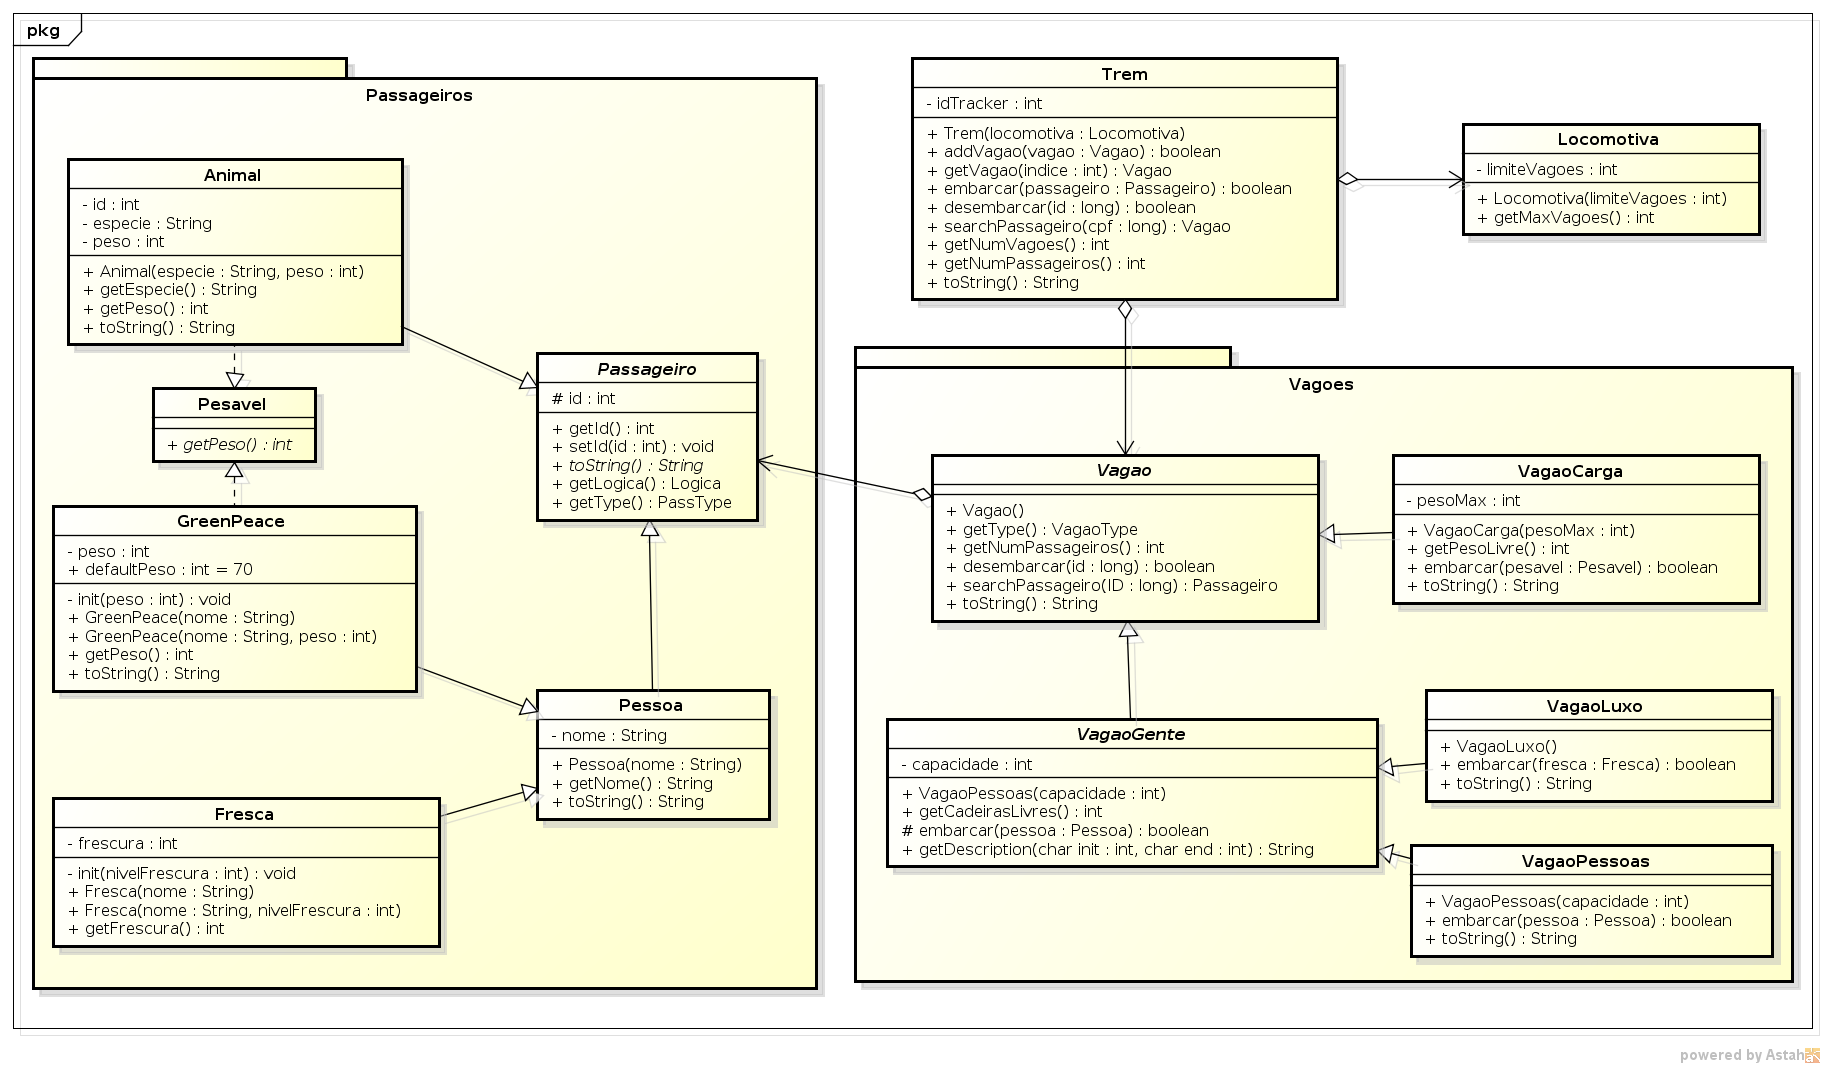 pkg
Passageiros
Animal
- id : int
- especie : String
- peso : int
+ Animal(especie : String, peso : int)
+ getEspecie() : String
+ getPeso() : int
+ toString() : String
Pesavel
+ getPeso() : int
GreenPeace
- peso : int
+ defaultPeso : int = 70
- init(peso : int) : void
+ GreenPeace(nome : String)
+ GreenPeace(nome : String, peso : int)
+ getPeso() : int
+ toString() : String
Fresca
- frescura : int
- init(nivelFrescura : int) : void
+ Fresca(nome : String)
+ Fresca(nome : String, nivelFrescura : int)
+ getFrescura() : int
Passageiro
# id : int
+ getId() : int
+ setId(id : int) : void
+ toString() : String
+ getLogica() : Logica
+ getType() : PassType
Pessoa
- nome : String
+ Pessoa(nome : String)
+ getNome() : String
+ toString() : String
Trem
- idTracker : int
+ Trem(locomotiva : Locomotiva)
+ addVagao(vagao : Vagao) : boolean
+ getVagao(indice : int) : Vagao
+ embarcar(passageiro : Passageiro) : boolean
+ desembarcar(id : long) : boolean
+ searchPassageiro(cpf : long) : Vagao
+ getNumVagoes() : int
+ getNumPassageiros() : int
+ toString() : String
Locomotiva
- limiteVagoes : int
+ Locomotiva(limiteVagoes : int)
+ getMaxVagoes() : int
Vagoes
Vagao
+ Vagao()
+ getType() : VagaoType
+ getNumPassageiros() : int
+ desembarcar(id : long) : boolean
+ searchPassageiro(ID : long) : Passageiro
+ toString() : String
VagaoCarga
- pesoMax : int
+ VagaoCarga(pesoMax : int)
+ getPesoLivre() : int
+ embarcar(pesavel : Pesavel) : boolean
+ toString() : String
VagaoGente
- capacidade : int
+ VagaoPessoas(capacidade : int)
+ getCadeirasLivres() : int
# embarcar(pessoa : Pessoa) : boolean
+ getDescription(char init : int, char end : int) : String
VagaoLuxo
+ VagaoLuxo()
+ embarcar(fresca : Fresca) : boolean
+ toString() : String
VagaoPessoas
+ VagaoPessoas(capacidade : int)
+ embarcar(pessoa : Pessoa) : boolean
+ toString() : String
powered by Astah